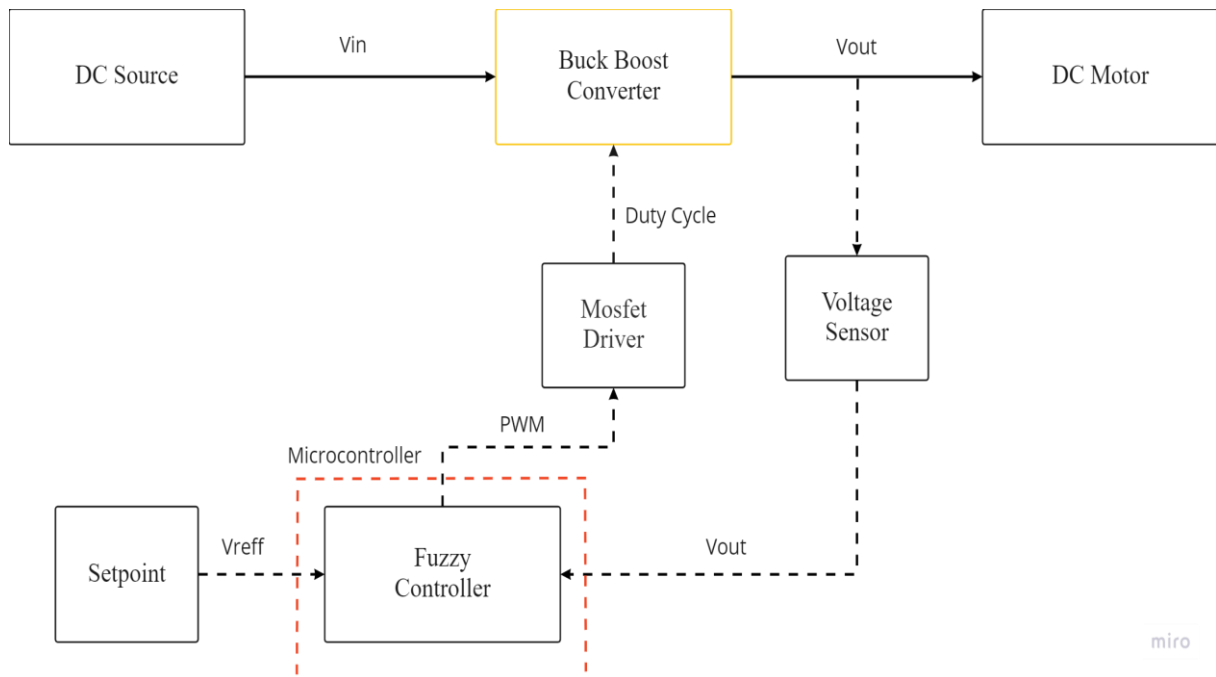 Vin
Vout
DC Source
Buck Boost
Converter
DC Motor
Duty Cycle
Mosfet
Driver
Voltage
Sensor
PWM
Microcontroller
Setpoint
Vreff
Fuzzy
Controller
Vout
miro